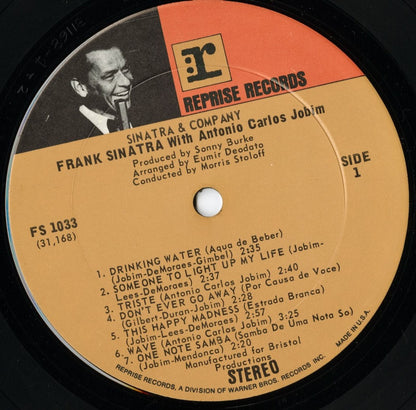 31162-1-2
r
REPRISE RECORDS
SINATRA & COMPANY
FRANK SINATRA With Antonio Carlos Jobim
Produced by Sonny Burke
Arranged by Eumir Deodato
Conducted by Morris Stoloff
SIDE
1
FS 1033
(31,168)
1. DRINKING WATER (Aqua de Beber)
(Jobim-DeMoraes-Gimbel) 2:35
2. SOMEONE TO LIGHT UP MY LIFE (Jobim-
Lees-DeMoraes) 2:37
3. TRISTE (Antonio Carlos Jobim) 2:40
4. DON'T EVER GO AWAY (Por Causa de Voce)
(Gilbert-Duran-Jobim) 2:28
5. THIS HAPPY MADNESS (Estrada Branca)
(Jobim-Lees-DeMoraes) 2:57
6. WAVE (Antonio Carlos Jobim) 3:25
7. ONE NOTE SAMBA (Samba De Uma Nota So)
(Jobim-Mendonca) 2:20
Manufactured for Bristol
Productions
STEREO
REPRISE RECORDS, A DIVISION OF WARNER BROS. RECORDS INC.
MADE IN U.S.A.